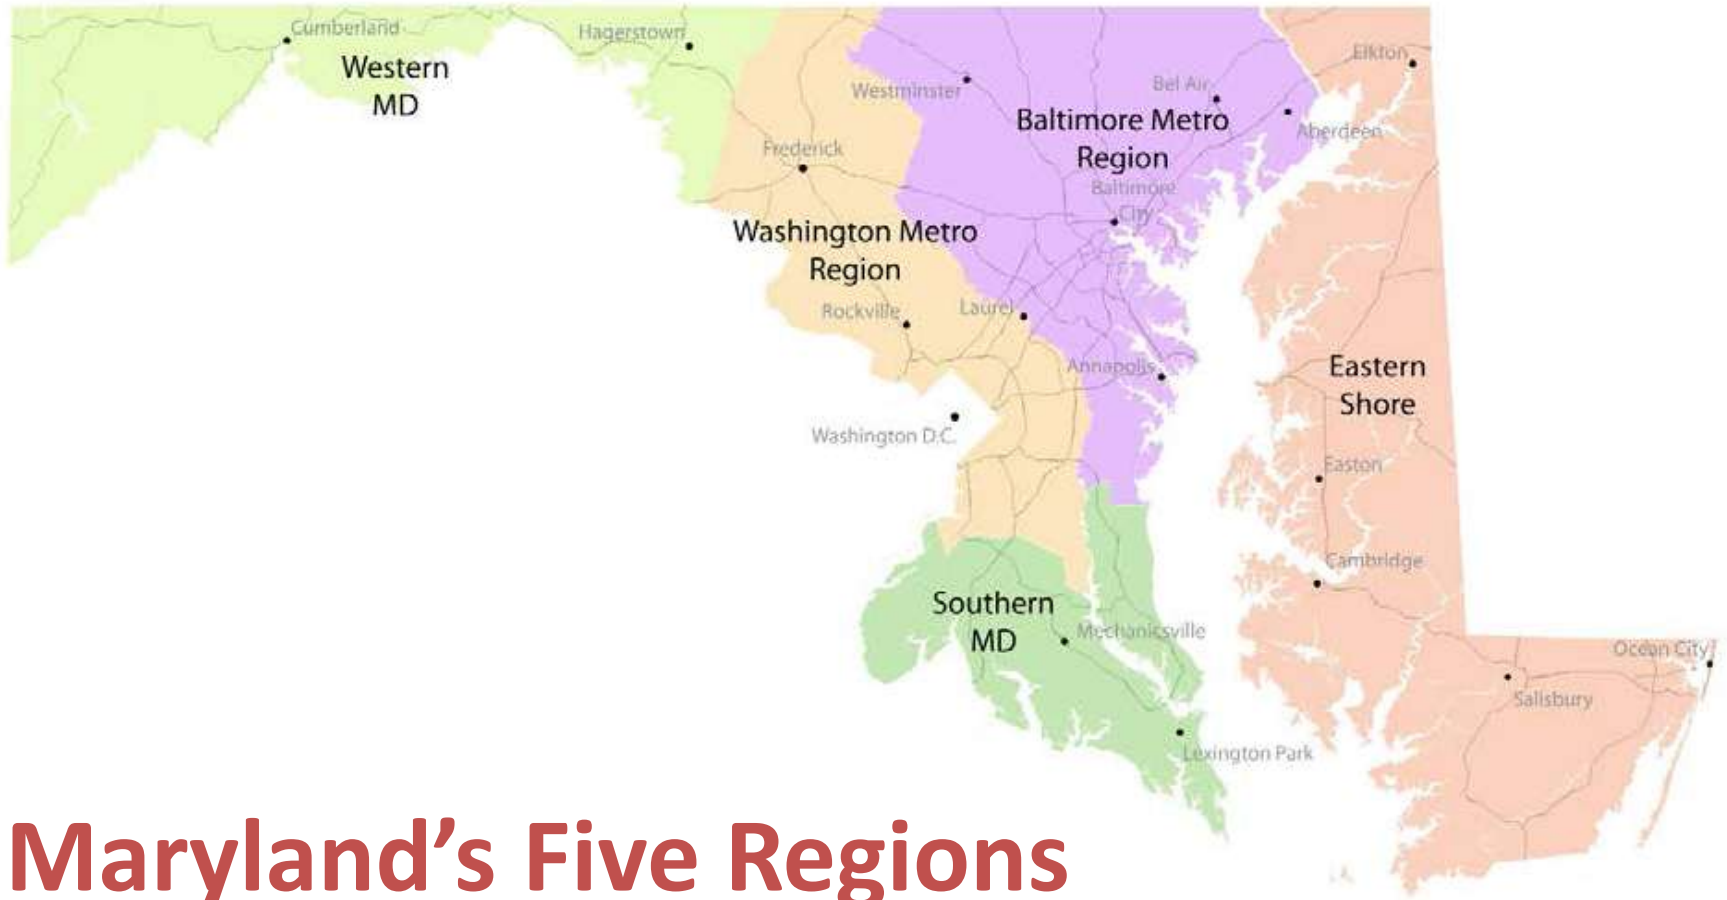 Cumberland
Hagerstown
Western
MD
Elkton
Westminster
Bel Air
Baltimore Metro
Region
Aberdeen
Frederick
Baltimore
City
Washington Metro
Region
Rockville
Laurel
Annapolis
Eastern
Shore
Washington D.C.
Easton
Cambridge
Southern
MD
Mechanicsville
Ocean City
Salisbury
Lexington Park
Maryland’s Five Regions